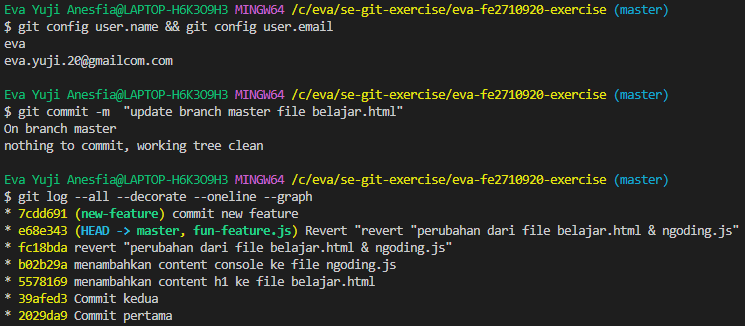 Eva Yuji Anesfia@LAPTOP-H6K3O9H3 MINGW64 /c/eva/se-git-exercise/eva-fe2710920-exercise (master)
$ git config user.name && git config user.email
eva
eva.yuji.20@gmailcom.com
Eva Yuji Anesfia@LAPTOP-H6K3O9H3 MINGW64 /c/eva/se-git-exercise/eva-fe2710920-exercise (master)
$ git commit -m  "update branch master file belajar.html"
On branch master
nothing to commit, working tree clean
Eva Yuji Anesfia@LAPTOP-H6K3O9H3 MINGW64 /c/eva/se-git-exercise/eva-fe2710920-exercise (master)
$ git log --all --decorate --oneline --graph
* 7cdd691 (new-feature) commit new feature
* e68e343 (HEAD -> master, fun-feature.js) Revert "revert "perubahan dari file belajar.html & ngoding.js"
* fc18bda revert "perubahan dari file belajar.html & ngoding.js"
* b02b29a menambahkan content console ke file ngoding.js
* 5578169 menambahkan content h1 ke file belajar.html
* 39afed3 Commit kedua
* 2029da9 Commit pertama